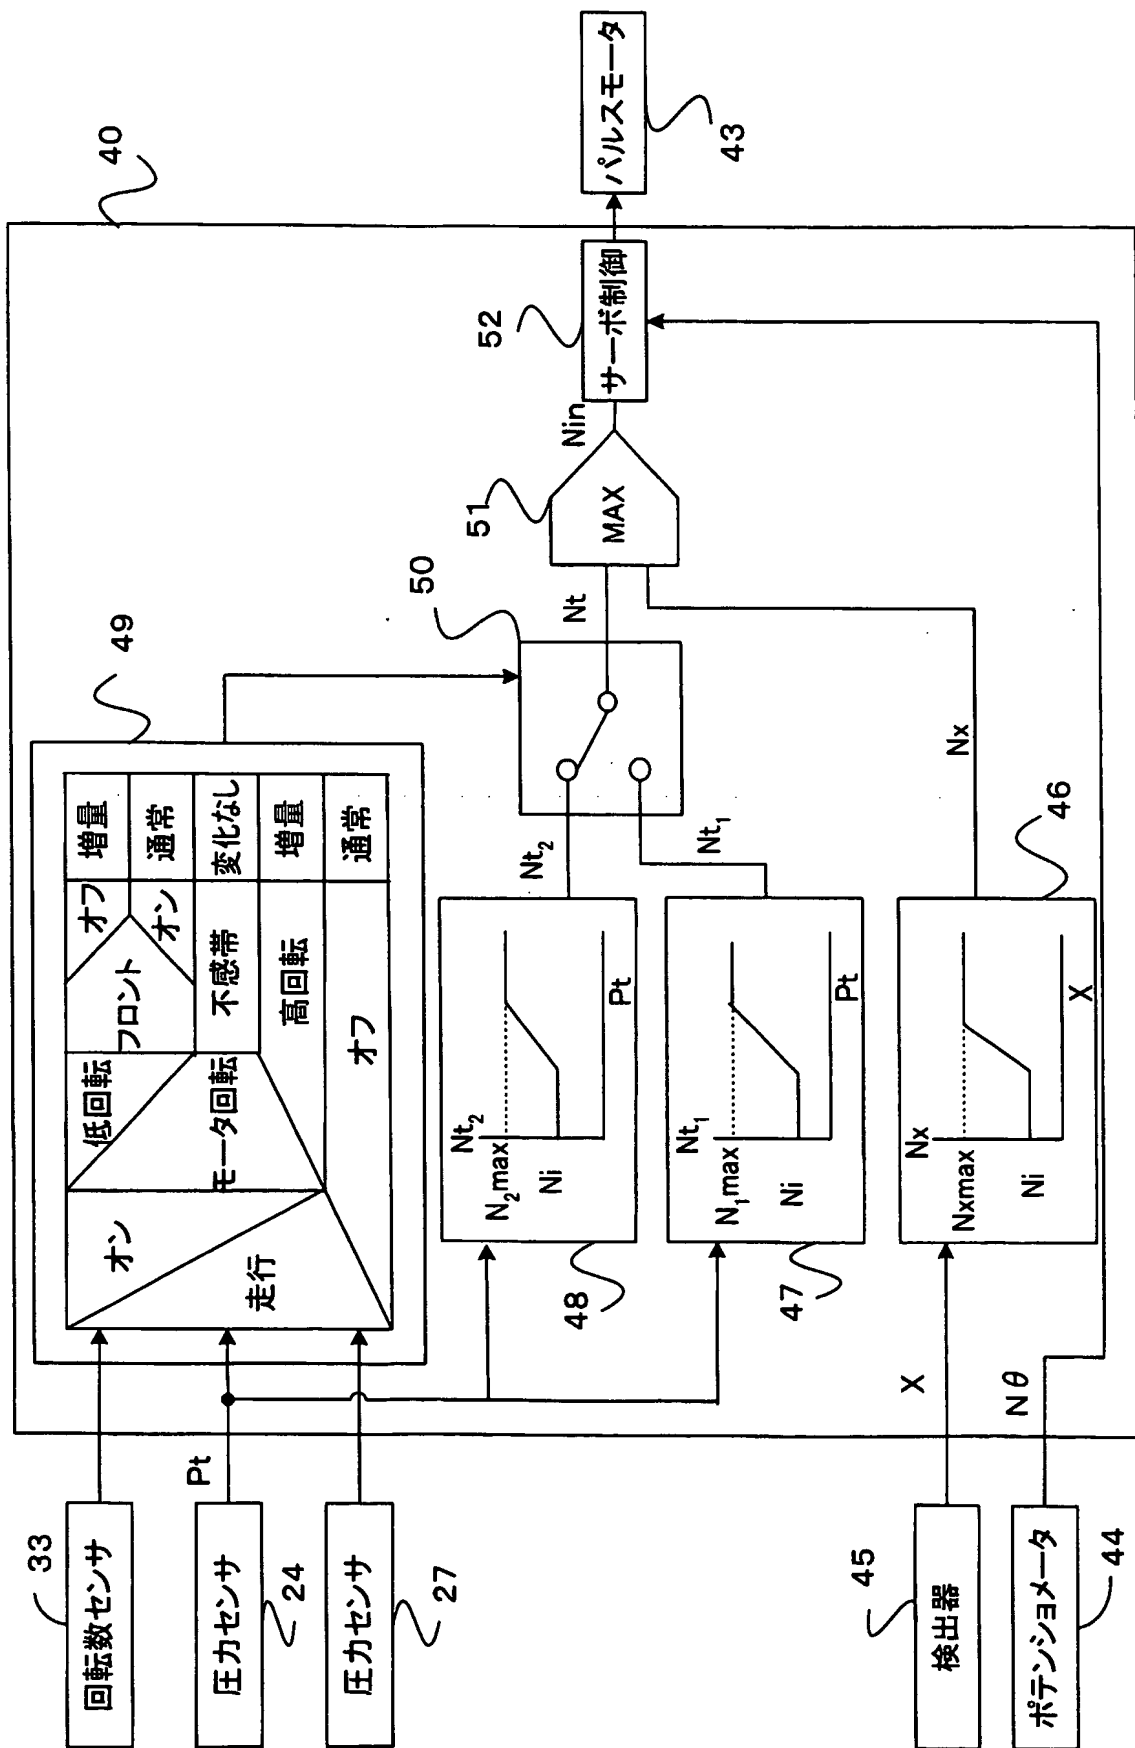 40
33
回転数センサ
圧力センサ
24
圧力センサ
27
検出器
45
ポテンショメータ
44
Pt
X
Nθ
49
走行
オン
オフ
モータ回転
低回転
不感帯
高回転
フロント
オフ
オン
増量
通常
変化なし
増量
通常
Nt2
N2max
Ni
Pt
48
Nt1
N1max
Ni
Pt
47
Nx
Nxmax
Ni
X
46
Nt2
Nt1
Nx
50
Nt
51
MAX
Nin
52
サーボ制御
パルスモータ
43